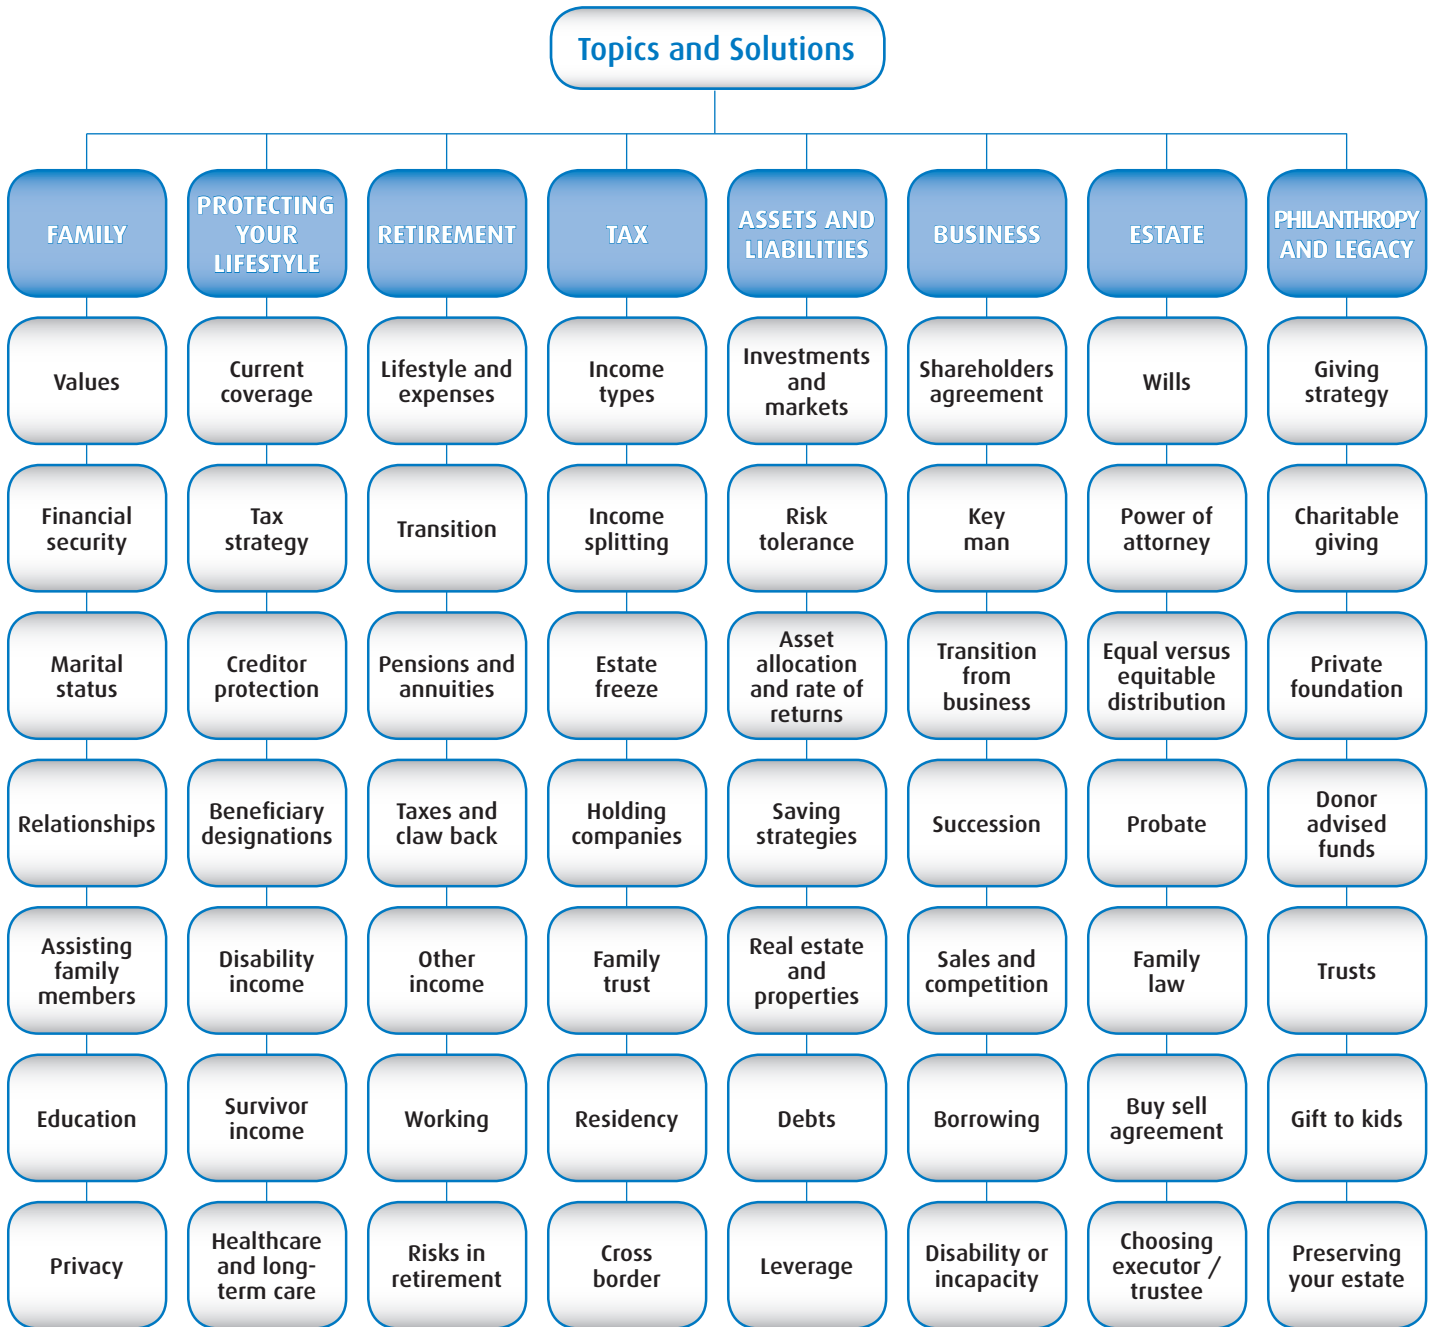 Topics and Solutions
FAMILY
PROTECTING
YOUR
LIFESTYLE
RETIREMENT
TAX
ASSETS AND
LIABILITIES
BUSINESS
ESTATE
PHILANTHROPY
AND LEGACY
Values
Current
coverage
Lifestyle and
expenses
Income
types
Investments
and
markets
Shareholders
agreement
Wills
Giving
strategy
Financial
security
Tax
strategy
Transition
Income
splitting
Risk
tolerance
Key
man
Power of
attorney
Charitable
giving
Marital
status
Creditor
protection
Pensions and
annuities
Estate
freeze
Asset
allocation
and rate of
returns
Transition
from
business
Equal versus
equitable
distribution
Private
foundation
Relationships
Beneficiary
designations
Taxes and
claw back
Holding
companies
Saving
strategies
Succession
Probate
Donor
advised
funds
Assisting
family
members
Disability
income
Other
income
Family
trust
Real estate
and
properties
Sales and
competition
Family
law
Trusts
Education
Survivor
income
Working
Residency
Debts
Borrowing
Buy sell
agreement
Gift to kids
Privacy
Healthcare
and long-
term care
Risks in
retirement
Cross
border
Leverage
Disability or
incapacity
Choosing
executor /
trustee
Preserving
your estate